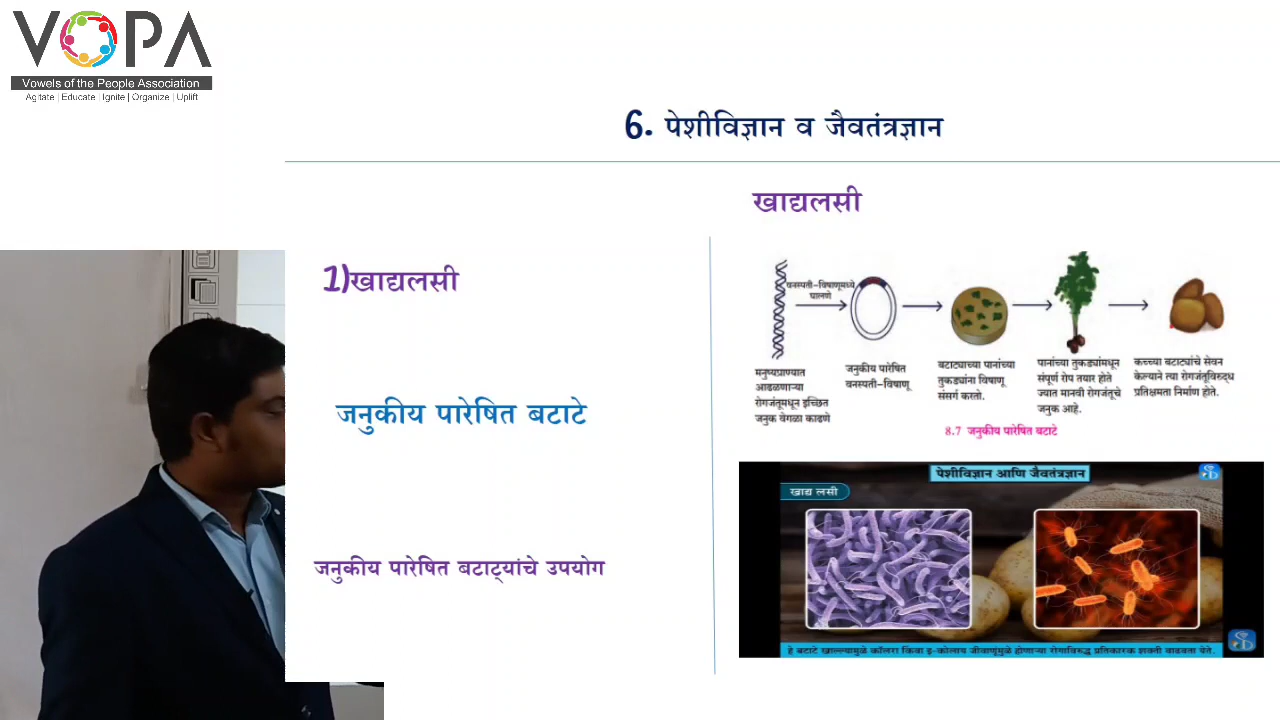 VOPA
Vowels of the People Association
Agitate | Educate | Ignite | Organize | Uplift
6. पेशीविज्ञान व जैवतंत्रज्ञान
1)खाद्यलसी
जनुकीय पारेषित बटाटे
जनुकीय पारेषित बटाट्यांचे उपयोग
खाद्यलसी
वनस्पती-विषाणूमध्ये
घालणे
मनुष्यप्राण्यात
आढळणाऱ्या
रोगजंतूमधून इच्छित
जनुक वेगळा काढणे
जनुकीय पारेषित
वनस्पती-विषाणू
बटाट्याच्या पानांच्या
तुकड्यांना विषाणू
संसर्ग करतो.
पानांच्या तुकड्यांमधून
संपूर्ण रोप तयार होते
ज्यात मानवी रोगजंतूचे
जनुक आहे.
कच्च्या बटाट्यांचे सेवन
केल्याने त्या रोगजंतूविरुद्ध
प्रतिक्षमता निर्माण होते.
8.7 जनुकीय पारेषित बटाटे
पेशीविज्ञान आणि जैवतंत्रज्ञान
खाद्य लसी
हे बटाटे खाल्ल्यामुळे कॉलरा किंवा इ-कोलाय जीवाणूंमुळे होणाऱ्या रोगाविरुद्ध प्रतिकारक शक्ती वाढवता येते.